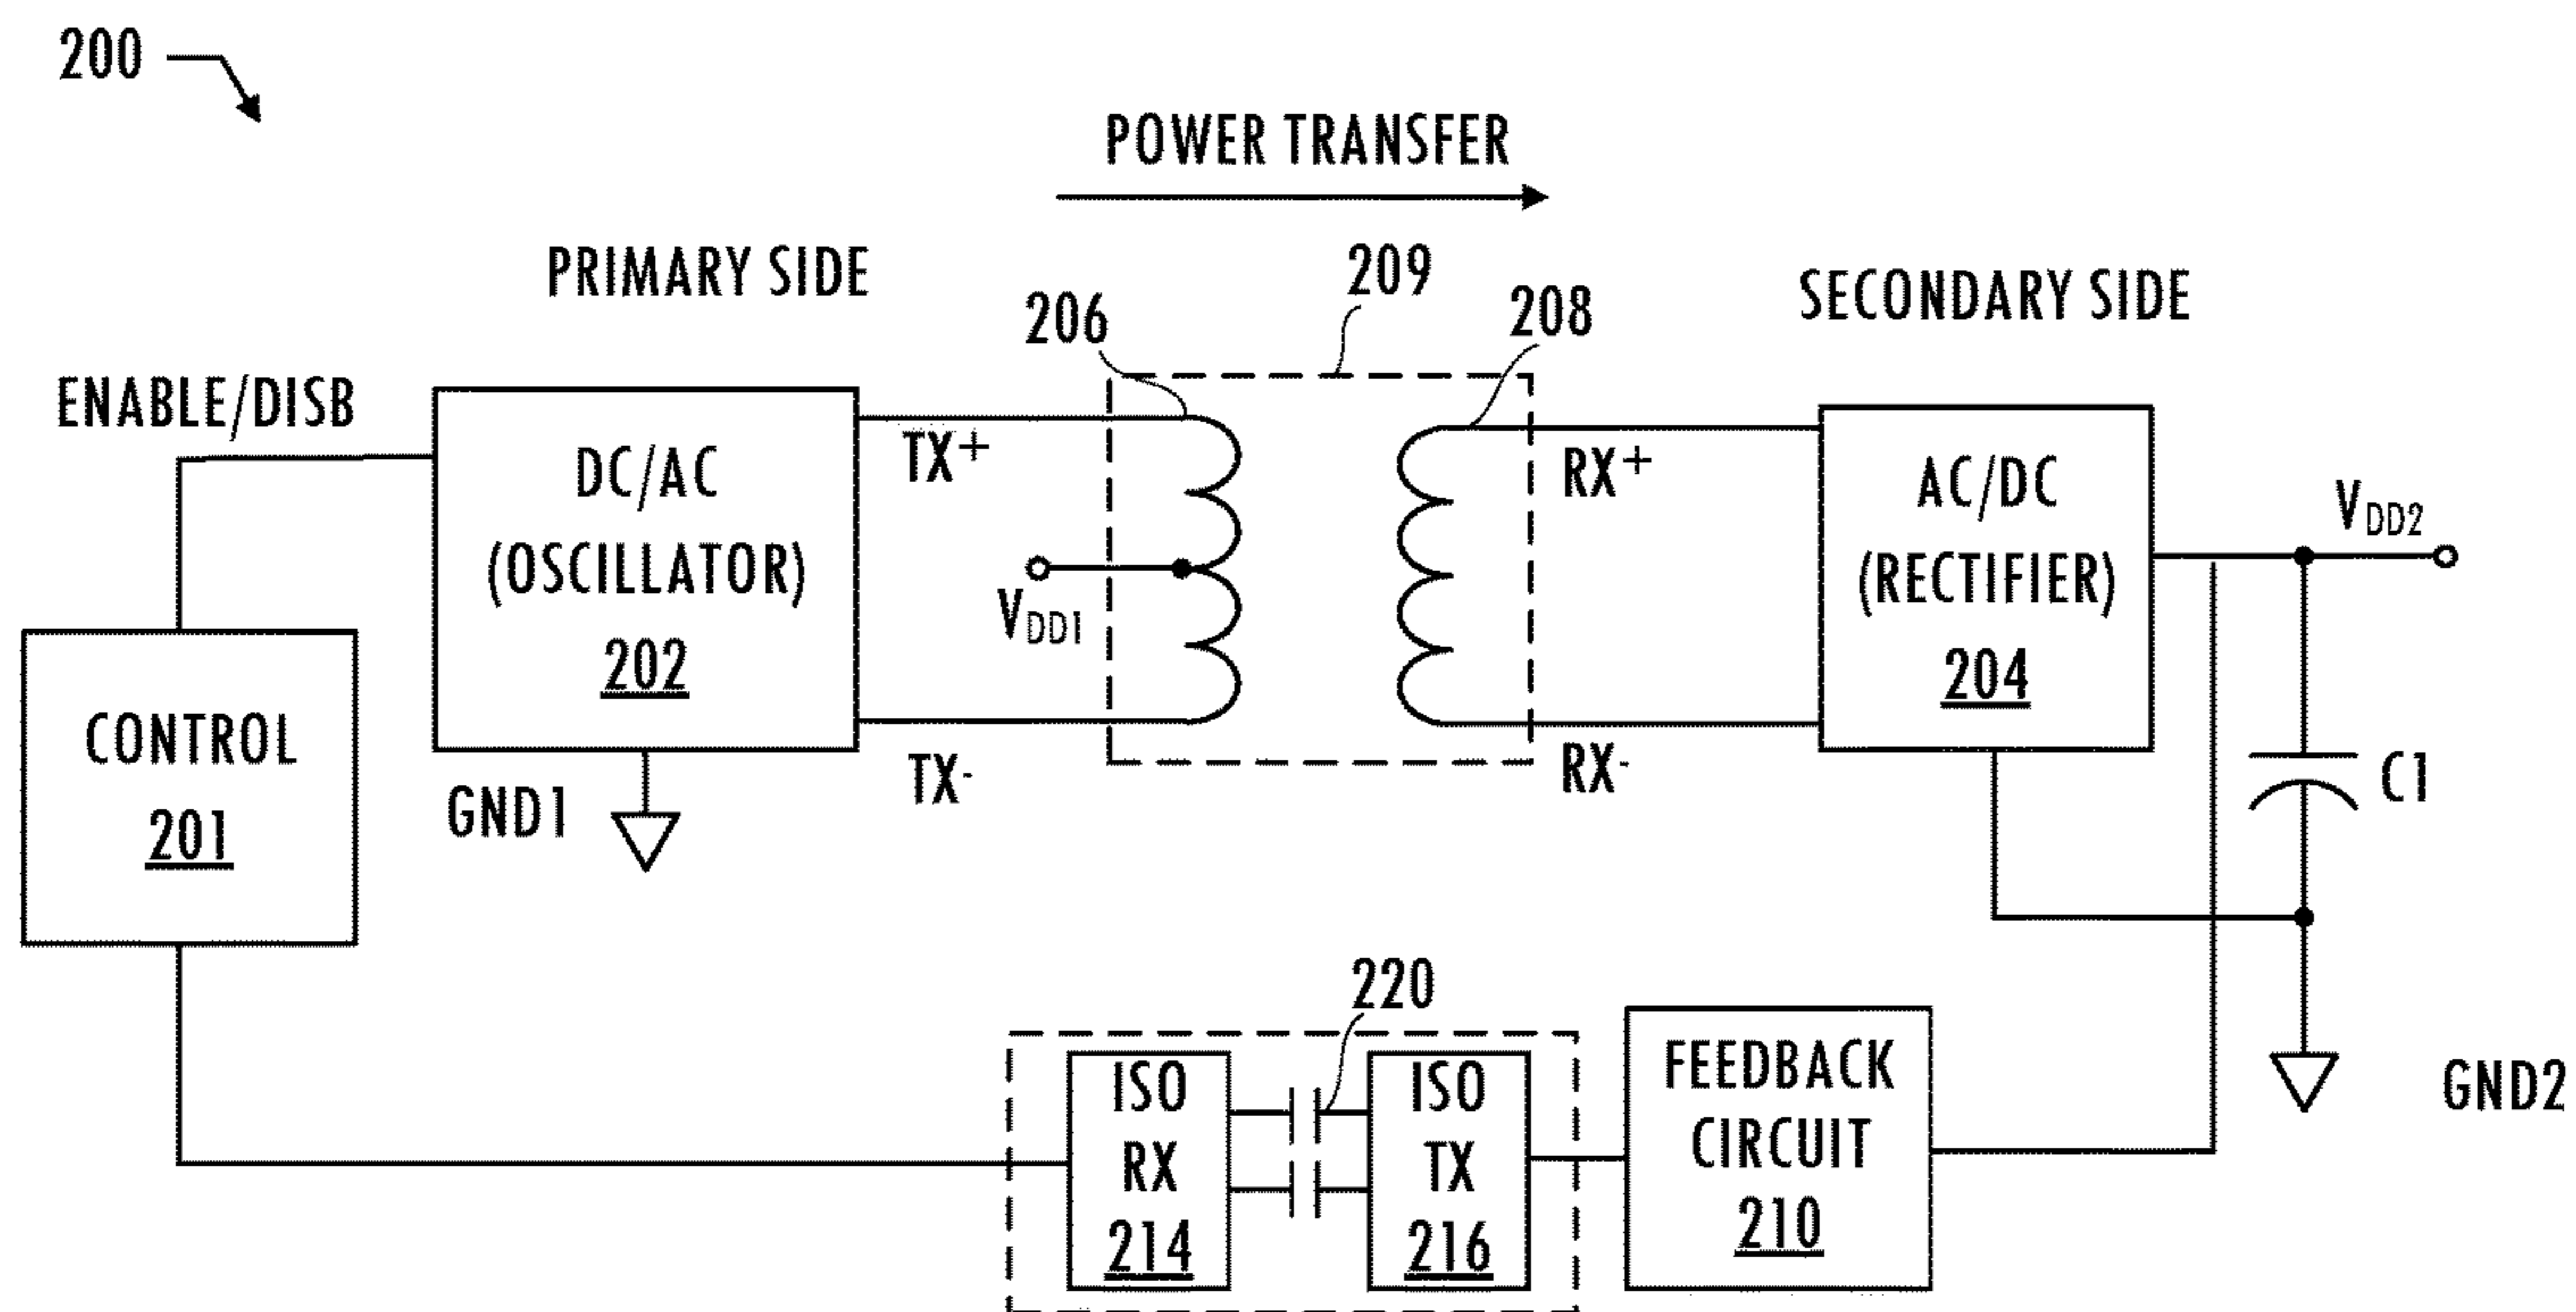 200
POWER TRANSFER
PRIMARY SIDE
209
SECONDARY SIDE
206
208
ENABLE/DISB
DC/AC
(OSCILLATOR)
202
TX+
RX+
AC/DC
(RECTIFIER)
204
VDD2
VDD1
CONTROL
201
GND1
TX-
RX-
C1
220
ISO
RX
214
ISO
TX
216
FEEDBACK
CIRCUIT
210
GND2